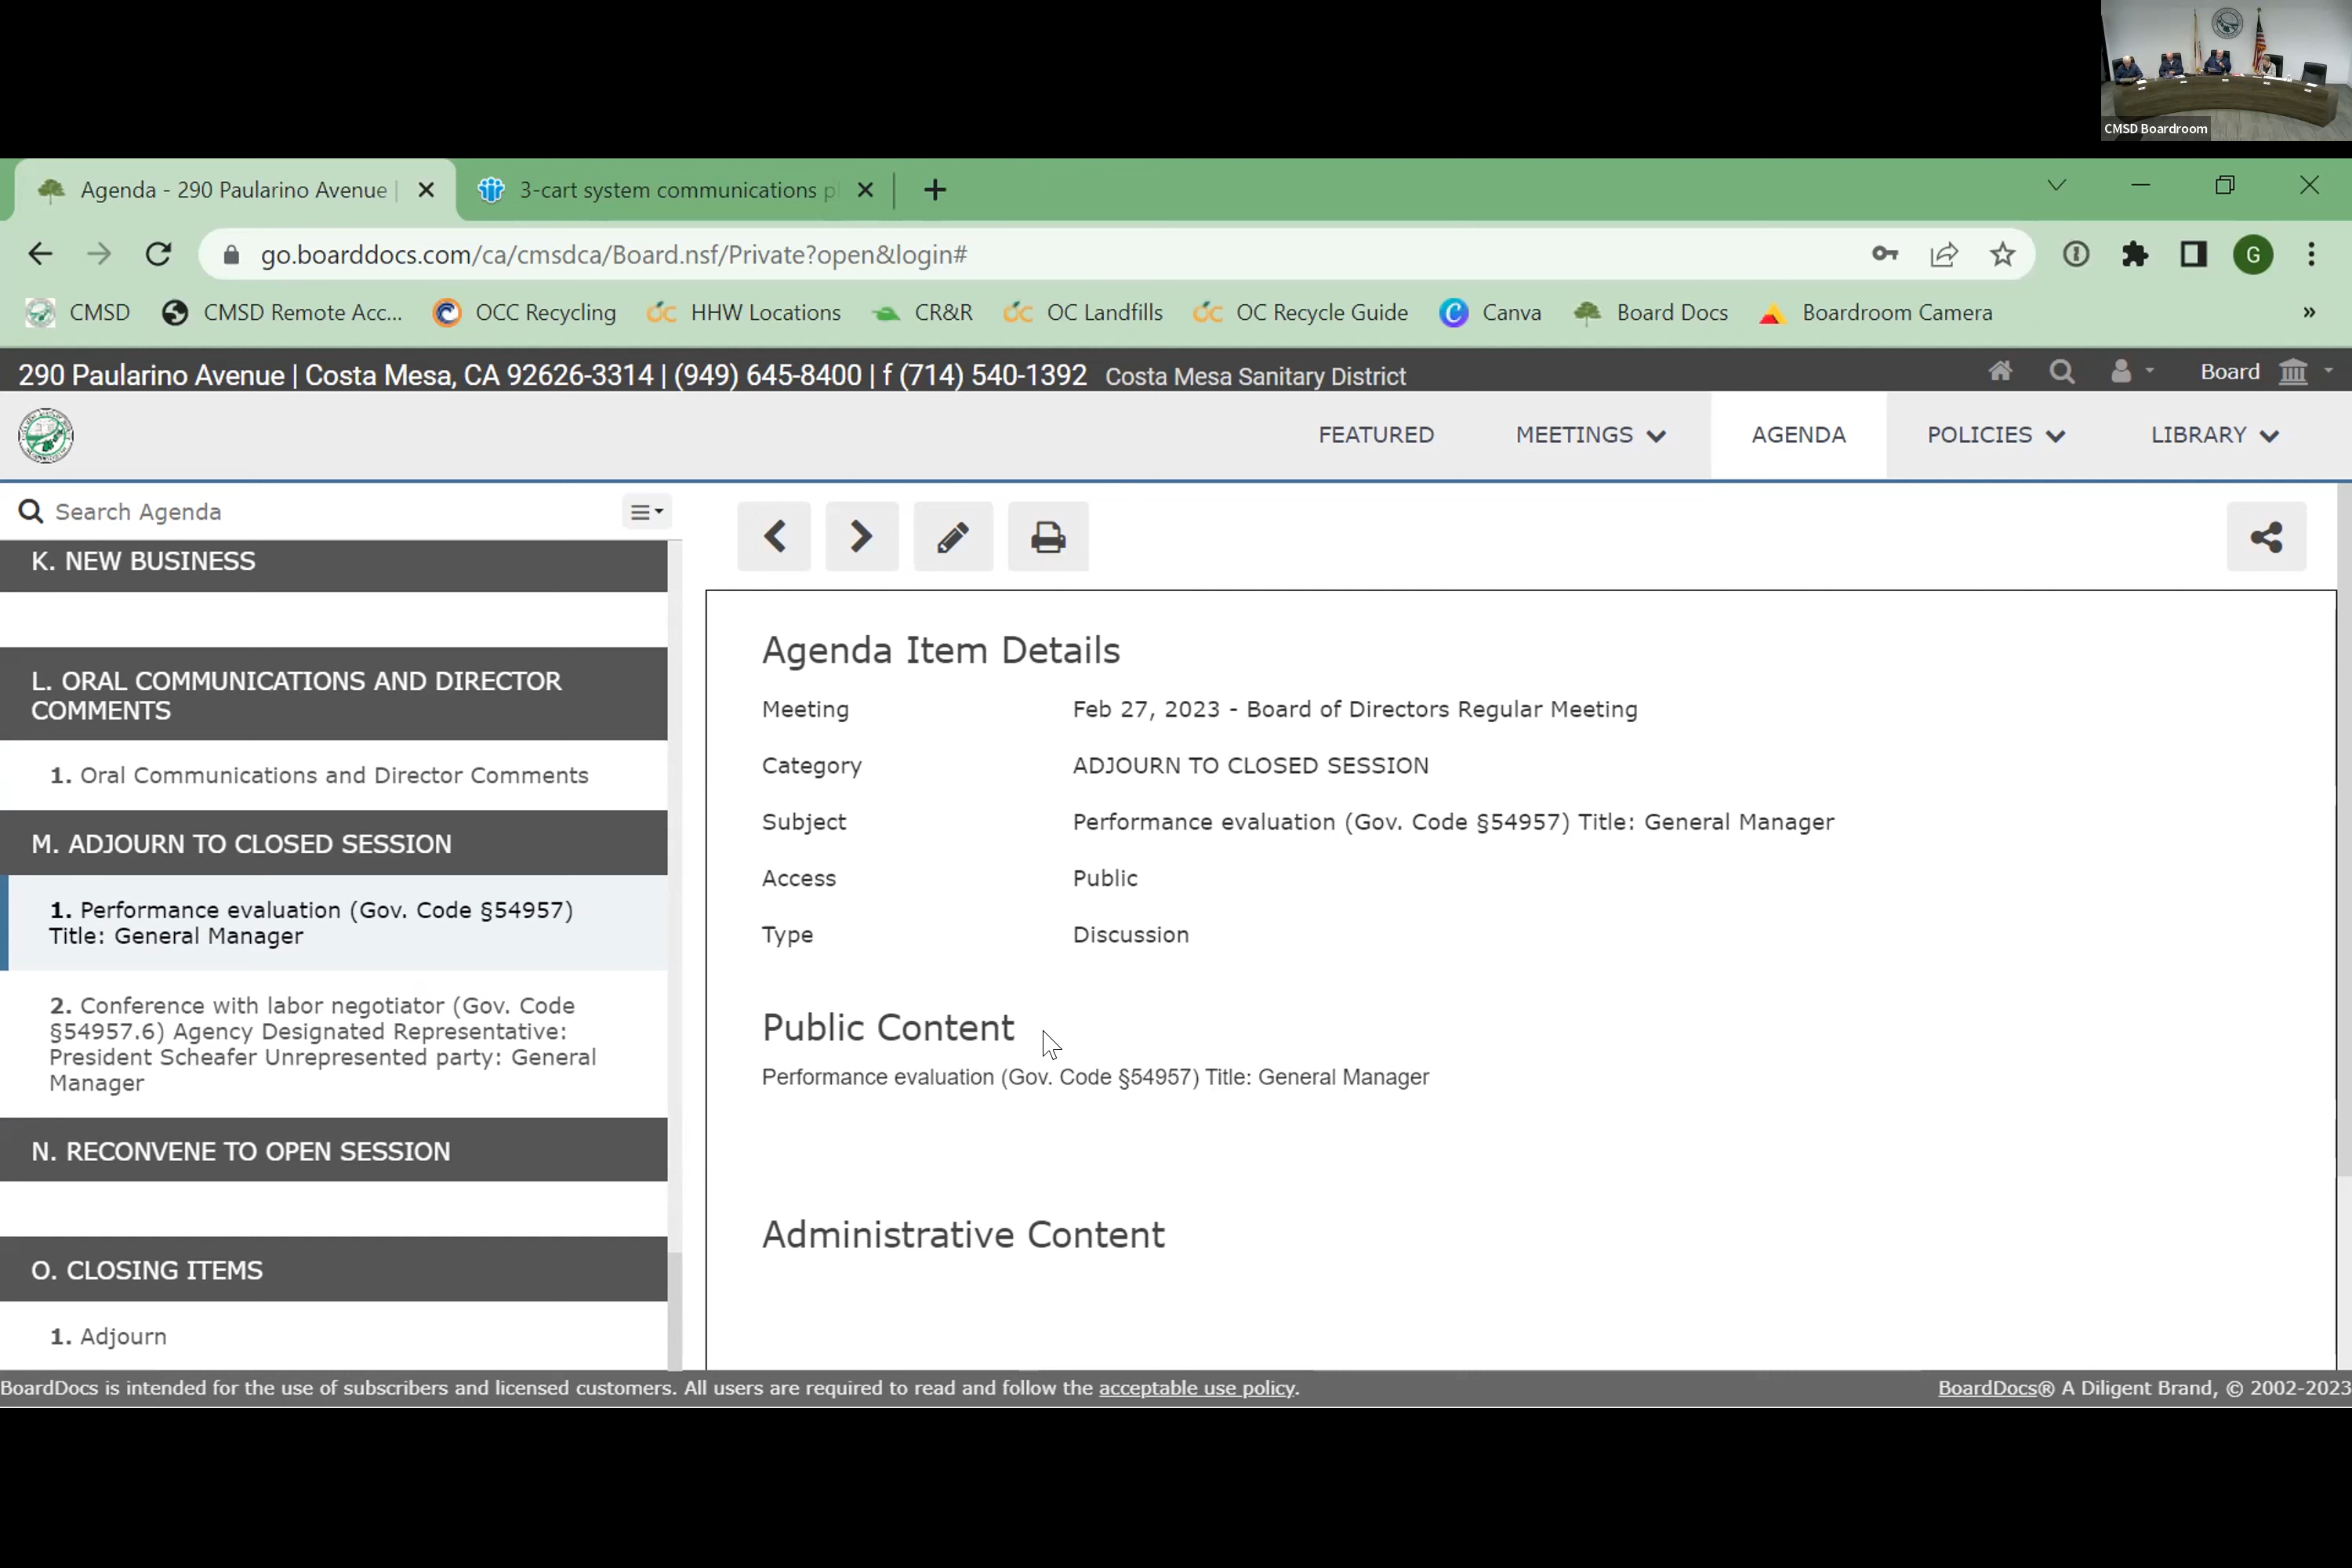 CMSD Boardroom
Agenda - 290 Paularino Avenue |
3-cart system communications p
go.boarddocs.com/ca/cmsdca/Board.nsf/Private?open&login#
G
CMSD
CMSD Remote Acc...
OCC Recycling
HHW Locations
CR&R
OC Landfills
OC Recycle Guide
Canva
Board Docs
Boardroom Camera
»
290 Paularino Avenue | Costa Mesa, CA 92626-3314 | (949) 645-8400 | f (714) 540-1392 Costa Mesa Sanitary District
Board
FEATURED
MEETINGS
AGENDA
POLICIES
LIBRARY
Search Agenda
K. NEW BUSINESS
L. ORAL COMMUNICATIONS AND DIRECTOR
COMMENTS
1. Oral Communications and Director Comments
M. ADJOURN TO CLOSED SESSION
1. Performance evaluation (Gov. Code §54957)
Title: General Manager
2. Conference with labor negotiator (Gov. Code
§54957.6) Agency Designated Representative:
President Scheafer Unrepresented party: General
Manager
N. RECONVENE TO OPEN SESSION
O. CLOSING ITEMS
1. Adjourn
Agenda Item Details
Meeting Feb 27, 2023 - Board of Directors Regular Meeting
Category ADJOURN TO CLOSED SESSION
Subject Performance evaluation (Gov. Code §54957) Title: General Manager
Access Public
Type Discussion
Public Content
Performance evaluation (Gov. Code §54957) Title: General Manager
Administrative Content
BoardDocs is intended for the use of subscribers and licensed customers. All users are required to read and follow the acceptable use policy.
BoardDocs® A Diligent Brand, © 2002-2023